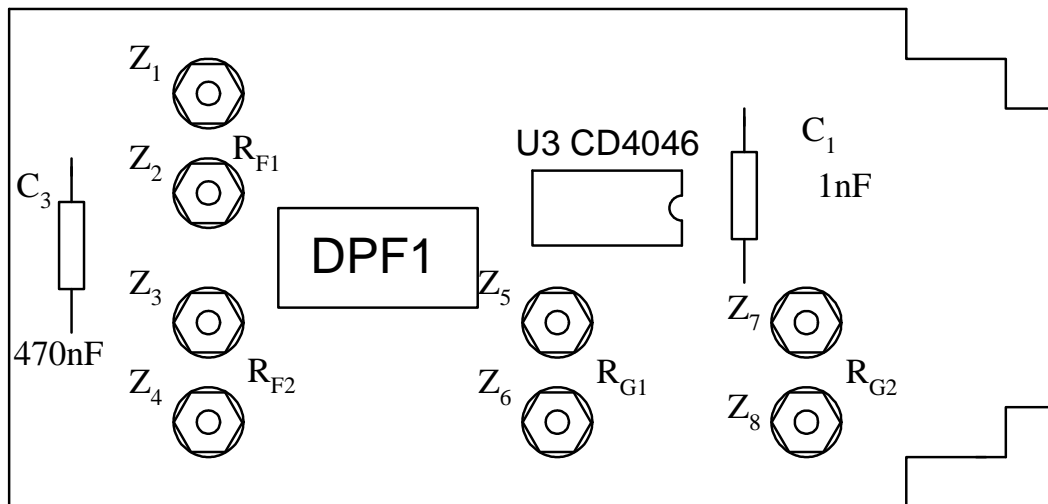 Z1
Z2
RF1
U3 CD4046
C1
1nF
C3
470nF
DPF1
Z3
Z4
RF2
Z5
Z6
RG1
Z7
Z8
RG2